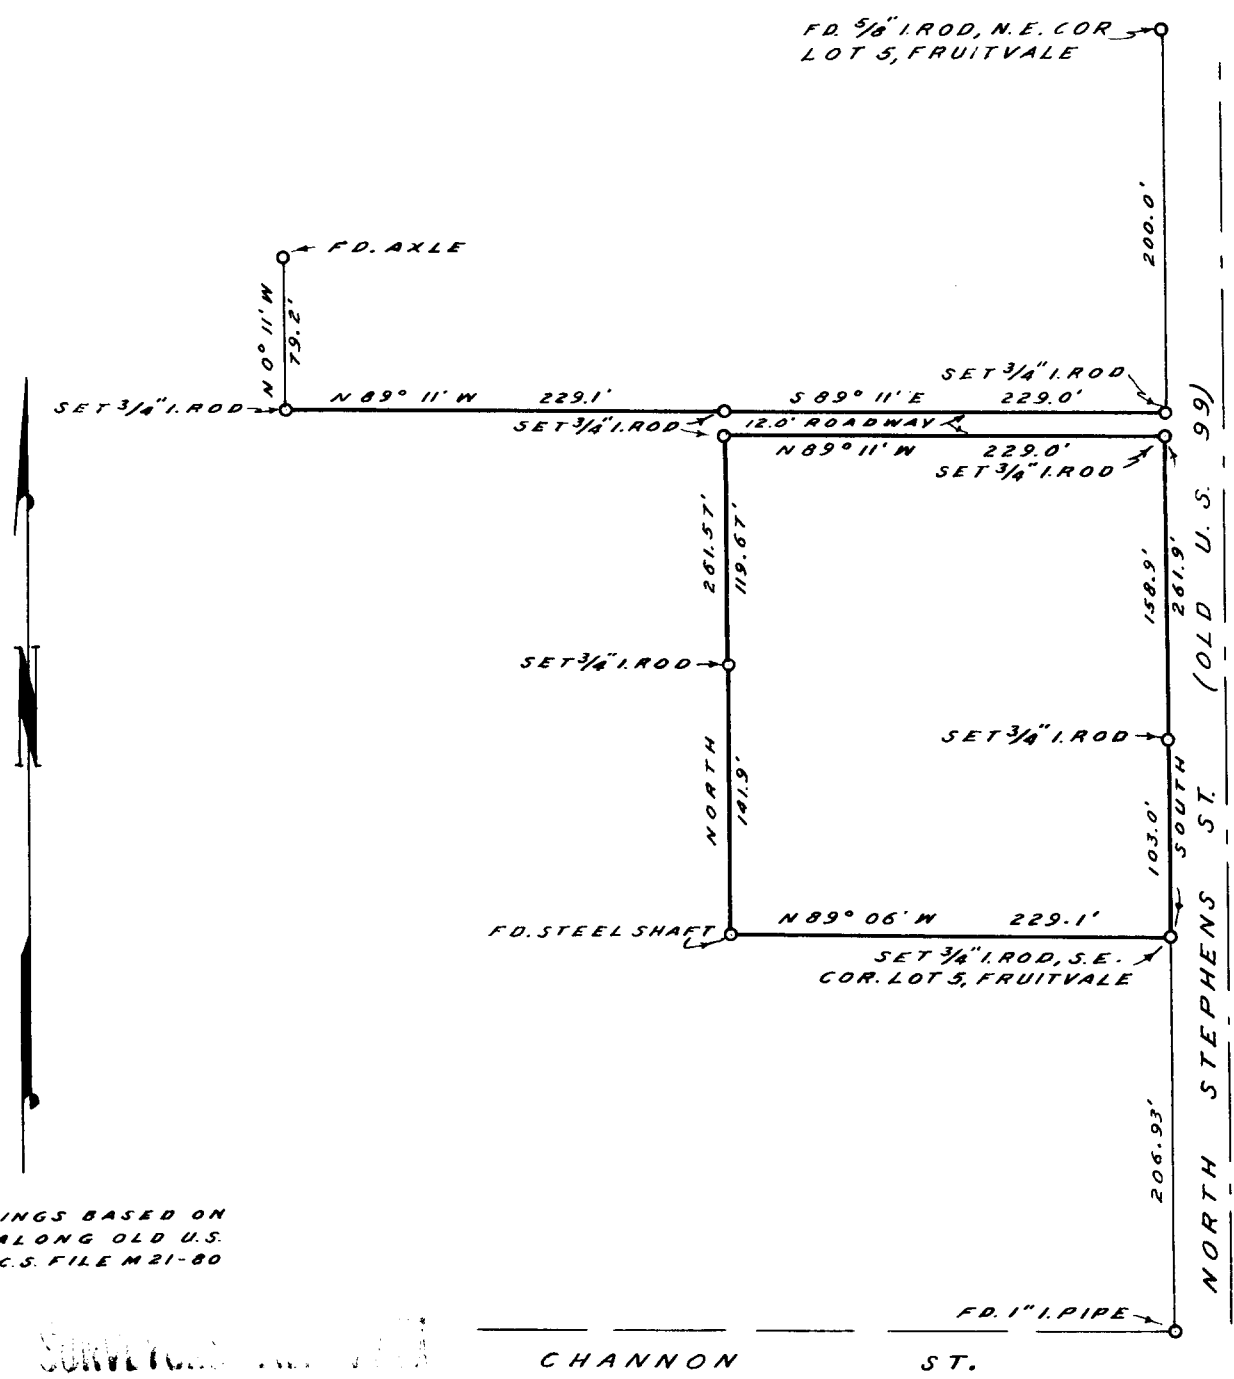 FD. 5/8" I.ROD, N.E. COR
LOT 5, FRUITVALE
200.0'
FD. AXLE
N 0° 11' W
79.2'
SET 3/4" I.ROD
SET 3/4" I.ROD
N 89° 11' W 229.1'
S 89° 11' E 229.0'
SET 3/4" I.ROD
12.0' ROADWAY
N 89° 11' W 229.0'
SET 3/4" I.ROD
261.57'
119.67'
158.9'
261.9'
SET 3/4" I.ROD
SET 3/4" I.ROD
NORTH
141.9'
103.0'
SOUTH
N 89° 06' W 229.1'
FD. STEEL SHAFT
SET 3/4" I.ROD, S.E.
COR. LOT 5, FRUITVALE
NORTH STEPHENS ST. (OLD U.S. 99)
N
206.93'
INGS BASED ON
ALONG OLD U.S.
C.S. FILE M21-80
FD. 1" I. PIPE
CHANNON ST.